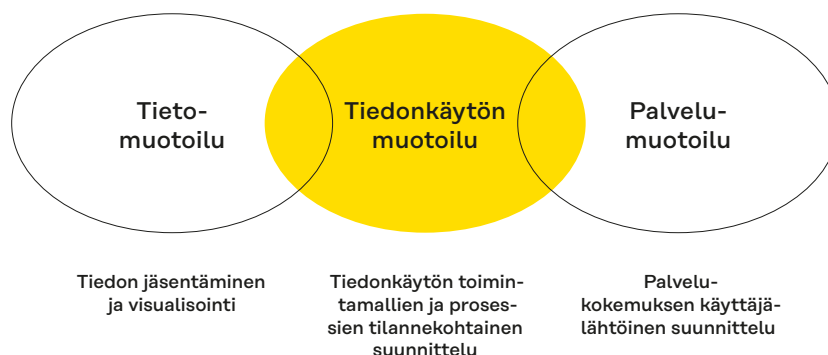 Tieto-
muotoilu
Tiedonkäytön
muotoilu
Palvelu-
muotoilu
Tiedon jäsentäminen
ja visualisointi
Tiedonkäytön toimin-
tamallien ja proses-
sien tilannekohtainen
suunnittelu
Palvelu-
kokemuksen käyttäjä-
lähtöinen suunnittelu